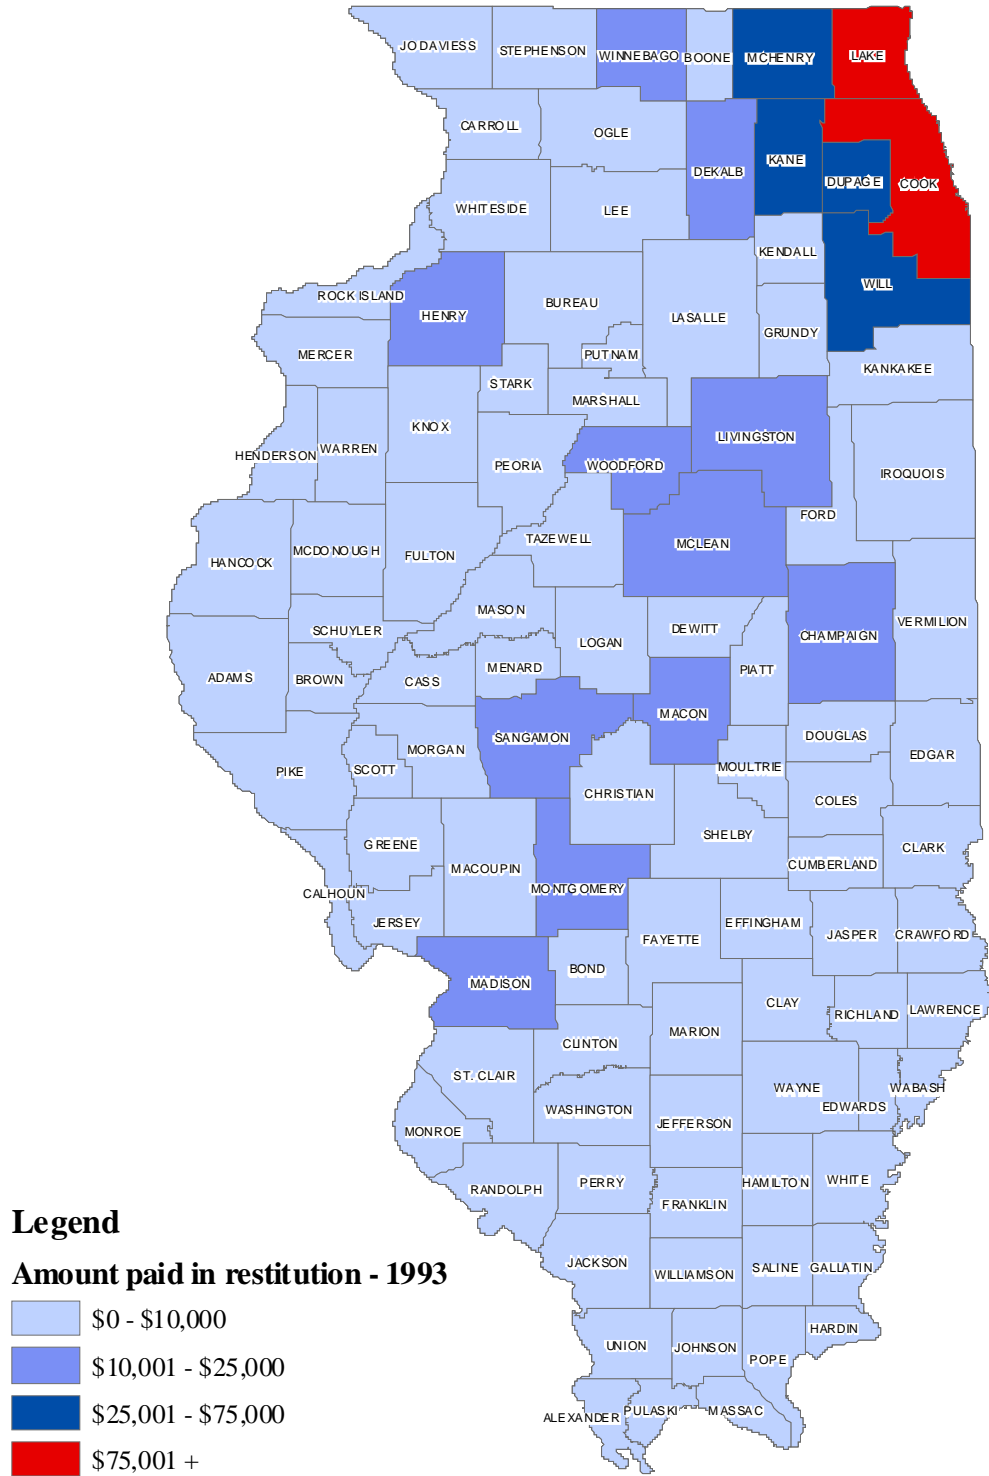 JO DAVIESS
STEPHENSON
WINNEBAGO
BOONE
MCHENRY
LAKE
CARROLL
OGLE
DEKALB
KANE
DUPAGE
COOK
WHITESIDE
LEE
KENDALL
WILL
ROCK ISLAND
HENRY
BUREAU
LASALLE
GRUNDY
MERCER
PUTNAM
KANKAKEE
STARK
MARSHALL
HENDERSON
WARREN
KNOX
PEORIA
WOODFORD
LIVINGSTON
IROQUOIS
FORD
HANCOCK
MCDONOUGH
FULTON
TAZEWELL
MCLEAN
MASON
SCHUYLER
LOGAN
DEWITT
CHAMPAIGN
VERMILION
ADAMS
BROWN
CASS
MENARD
PIATT
MACON
SANGAMON
MORGAN
SCOTT
PIKE
DOUGLAS
EDGAR
MOULTRIE
CHRISTIAN
COLES
SHELBY
GREENE
MACOUPIN
CUMBERLAND
CLARK
CALHOUN
MONTGOMERY
JERSEY
FAYETTE
EFFINGHAM
JASPER
CRAWFORD
MADISON
BOND
CLAY
RICHLAND
LAWRENCE
CLINTON
MARION
ST. CLAIR
WAYNE
WABASH
EDWARDS
WASHINGTON
JEFFERSON
MONROE
RANDOLPH
PERRY
HAMILTON
WHITE
FRANKLIN
JACKSON
WILLIAMSON
SALINE
GALLATIN
UNION
JOHNSON
POPE
HARDIN
ALEXANDER
PULASKI
MASSAC
Legend
Amount paid in restitution - 1993
$0 - $10,000
$10,001 - $25,000
$25,001 - $75,000
$75,001 +